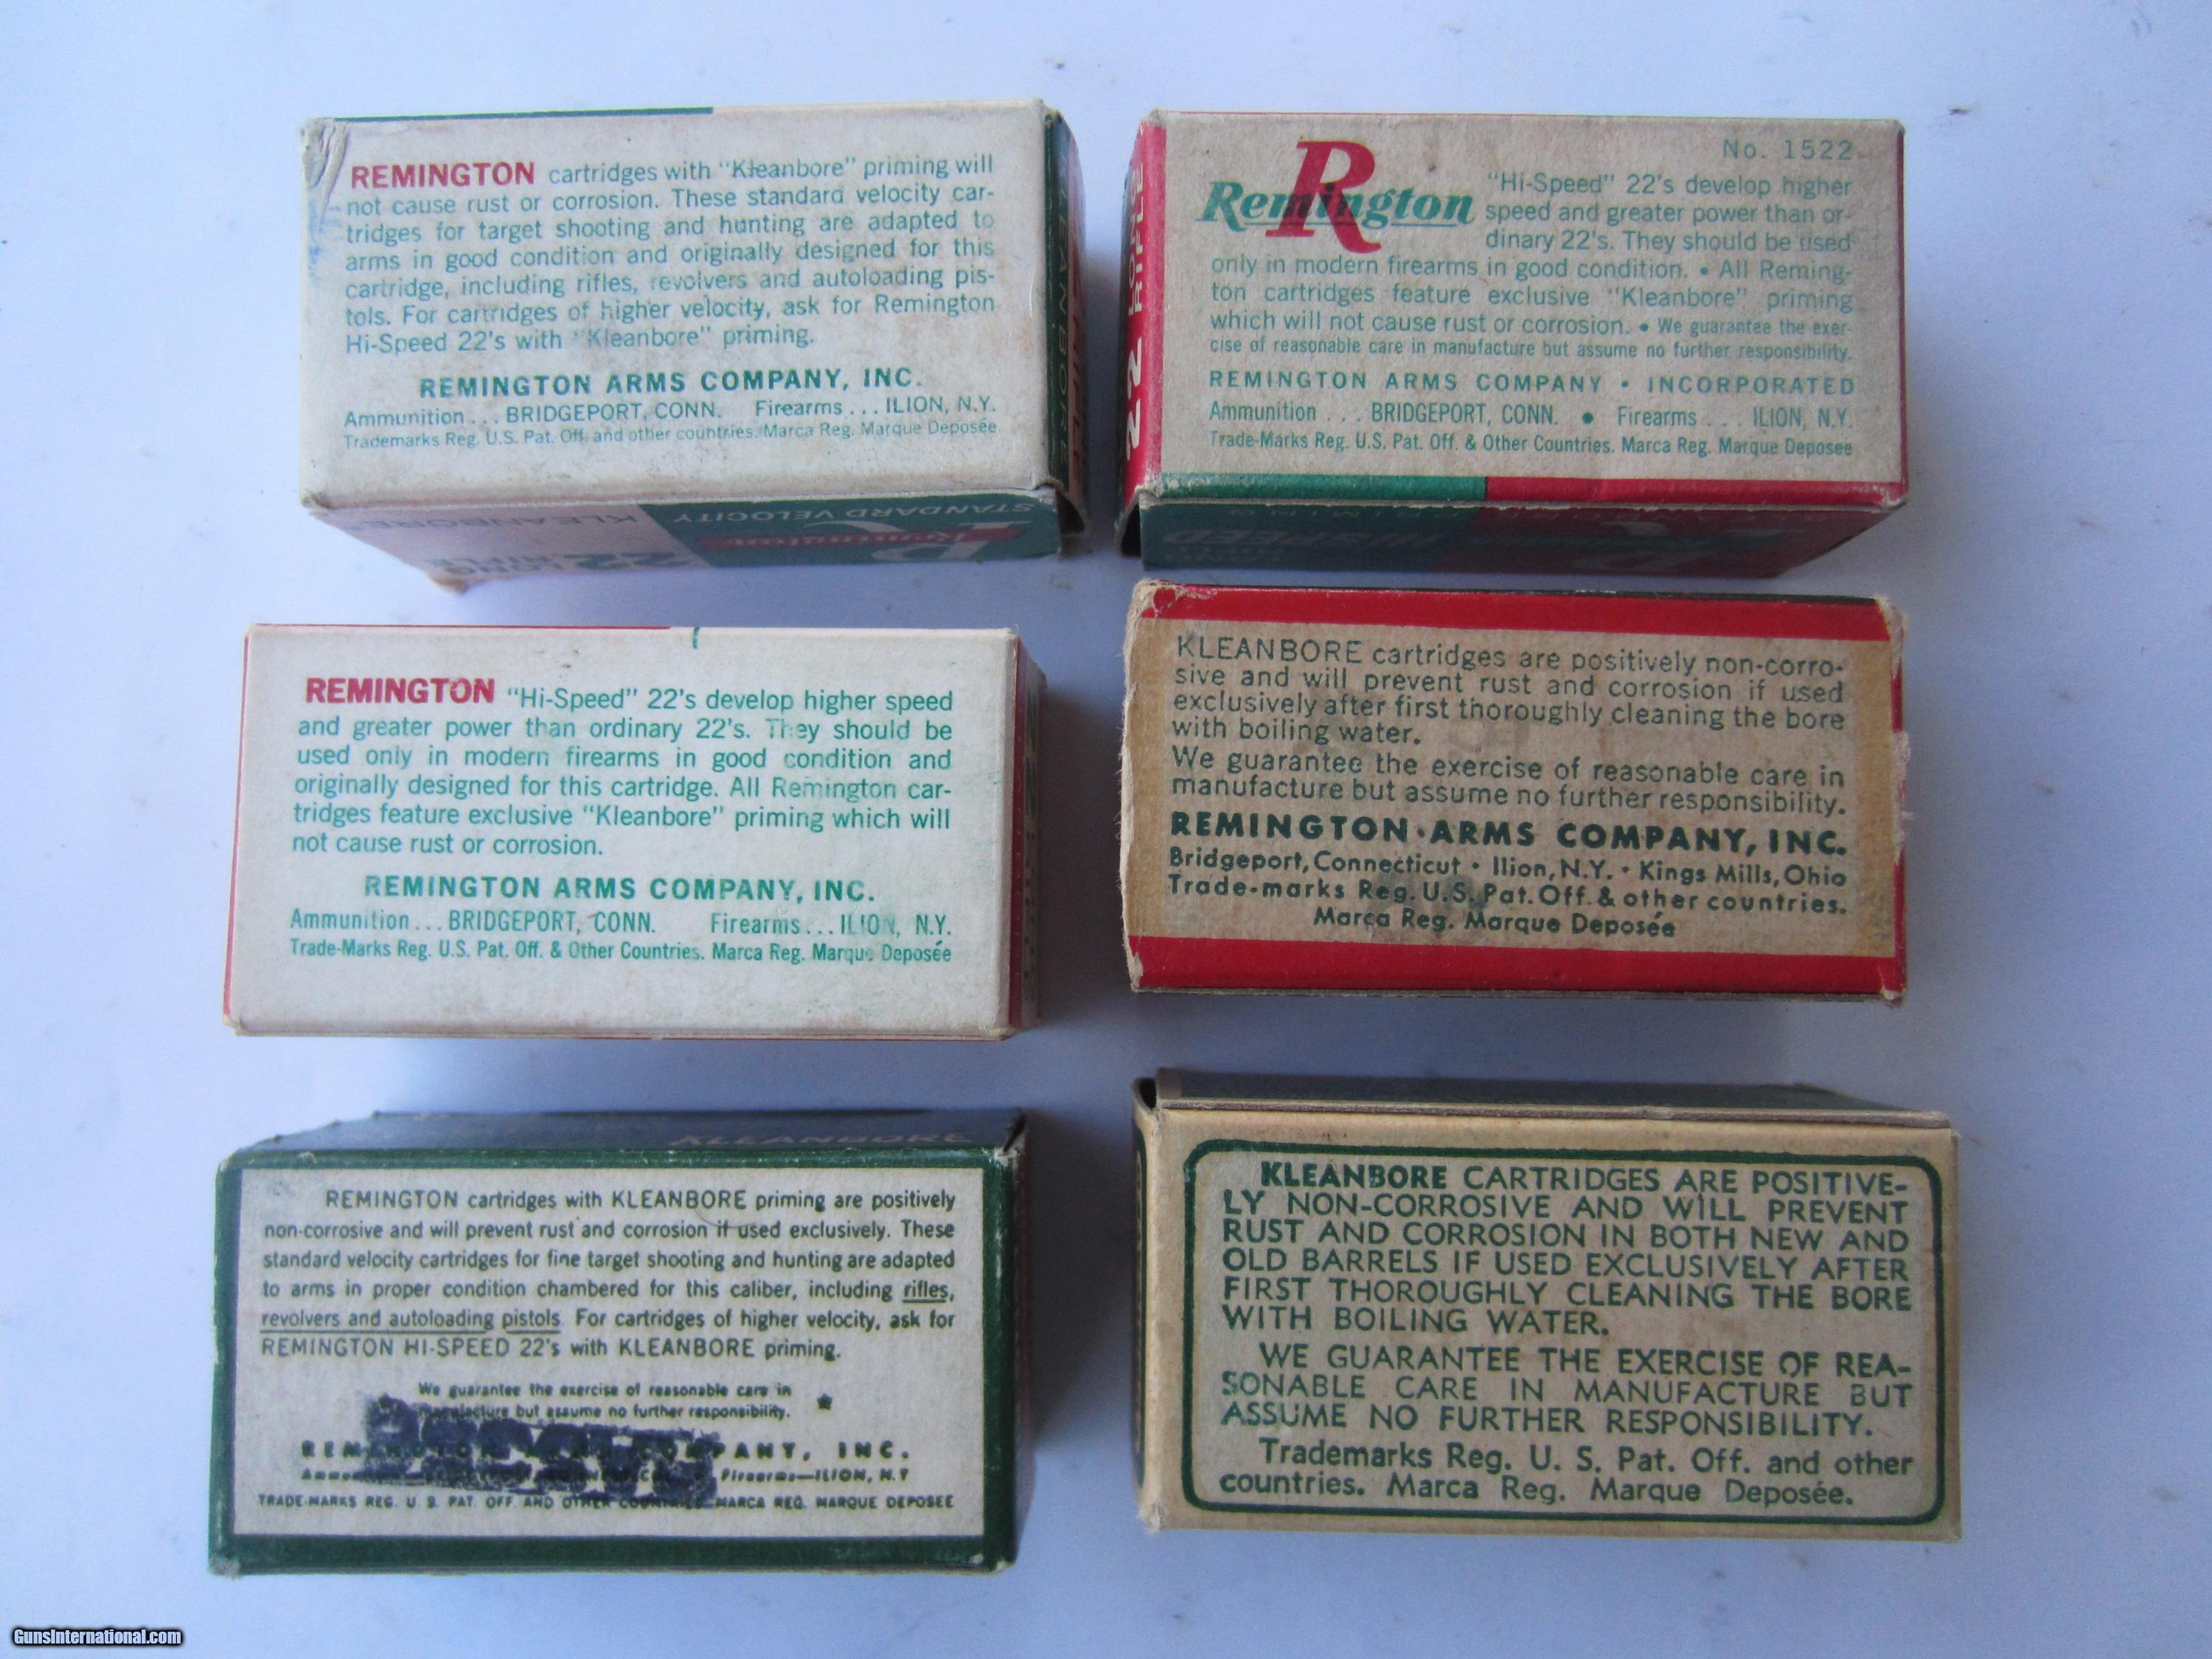 REMINGTON cartridges with "Kleanbore" priming will
not cause rust or corrosion. These standard velocity car-
tridges for target shooting and hunting are adapted to
arms in good condition and originally designed for this
cartridge, including rifles, revolvers and autoloading pis-
tols. For cartridges of higher velocity, ask for Remington
Hi-Speed 22's with "Kleanbore" priming.
REMINGTON ARMS COMPANY, INC.
Ammunition... BRIDGEPORT, CONN. Firearms... ILION, N.Y.
Trademarks Reg. U.S. Pat. Off. and other countries. Marca Reg. Marque Deposée
KLEANBORE
STANDARD VELOCITY
KLEANBORE
Remington
22 LONG RIFLE
No. 1522
Remington
R
"Hi-Speed" 22's develop higher
speed and greater power than or-
dinary 22's. They should be used
only in modern firearms in good condition. • All Reming-
ton cartridges feature exclusive "Kleanbore" priming
which will not cause rust or corrosion. • We guarantee the exer-
cise of reasonable care in manufacture but assume no further responsibility.
REMINGTON ARMS COMPANY • INCORPORATED
Ammunition ... BRIDGEPORT, CONN. • Firearms ... ILION, N.Y.
Trade-Marks Reg. U.S. Pat. Off. & Other Countries. Marca Reg. Marque Deposee
22 LONG RIFLE
HI-SPEED
REMINGTON "Hi-Speed" 22's develop higher speed
and greater power than ordinary 22's. They should be
used only in modern firearms in good condition and
originally designed for this cartridge. All Remington car-
tridges feature exclusive "Kleanbore" priming which will
not cause rust or corrosion.
REMINGTON ARMS COMPANY, INC.
Ammunition... BRIDGEPORT, CONN. Firearms... ILION, N.Y.
Trade-Marks Reg. U.S. Pat. Off. & Other Countries. Marca Reg. Marque Deposée
KLEANBORE cartridges are positively non-corro-
sive and will prevent rust and corrosion if used
exclusively after first thoroughly cleaning the bore
with boiling water.
We guarantee the exercise of reasonable care in
manufacture but assume no further responsibility.
REMINGTON ARMS COMPANY, INC.
Bridgeport, Connecticut • Ilion, N.Y. • Kings Mills, Ohio
Trade-marks Reg. U.S. Pat. Off. & other countries.
Marca Reg. Marque Deposée
KLEANBORE
REMINGTON cartridges with KLEANBORE priming are positively
non-corrosive and will prevent rust and corrosion if used exclusively. These
standard velocity cartridges for fine target shooting and hunting are adapted
to arms in proper condition chambered for this caliber, including rifles,
revolvers and autoloading pistols. For cartridges of higher velocity, ask for
REMINGTON HI-SPEED 22's with KLEANBORE priming.
We guarantee the exercise of reasonable care in
manufacture but assume no further responsibility.
REMINGTON ARMS COMPANY, INC.
Firearms—ILION, N.Y
TRADE-MARKS REG. U. S. PAT. OFF. AND OTHER COUNTRIES. MARCA REG. MARQUE DEPOSEE
KLEANBORE CARTRIDGES ARE POSITIVE-
LY NON-CORROSIVE AND WILL PREVENT
RUST AND CORROSION IN BOTH NEW AND
OLD BARRELS IF USED EXCLUSIVELY AFTER
FIRST THOROUGHLY CLEANING THE BORE
WITH BOILING WATER.
WE GUARANTEE THE EXERCISE OF REA-
SONABLE CARE IN MANUFACTURE BUT
ASSUME NO FURTHER RESPONSIBILITY.
Trademarks Reg. U. S. Pat. Off. and other
countries. Marca Reg. Marque Deposée.
GunsInternational.com